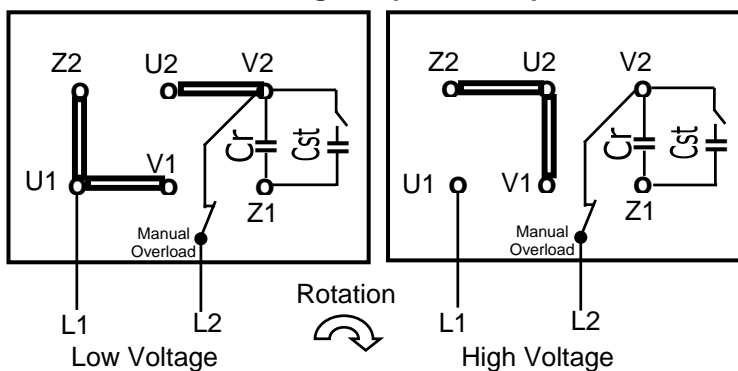 Z2 U2 V2
Cr Cst
U1 V1 Z1
Manual
Overload
L1 L2
Low Voltage
Rotation
Z2 U2 V2
Cr Cst
U1 V1 Z1
Manual
Overload
L1 L2
High Voltage